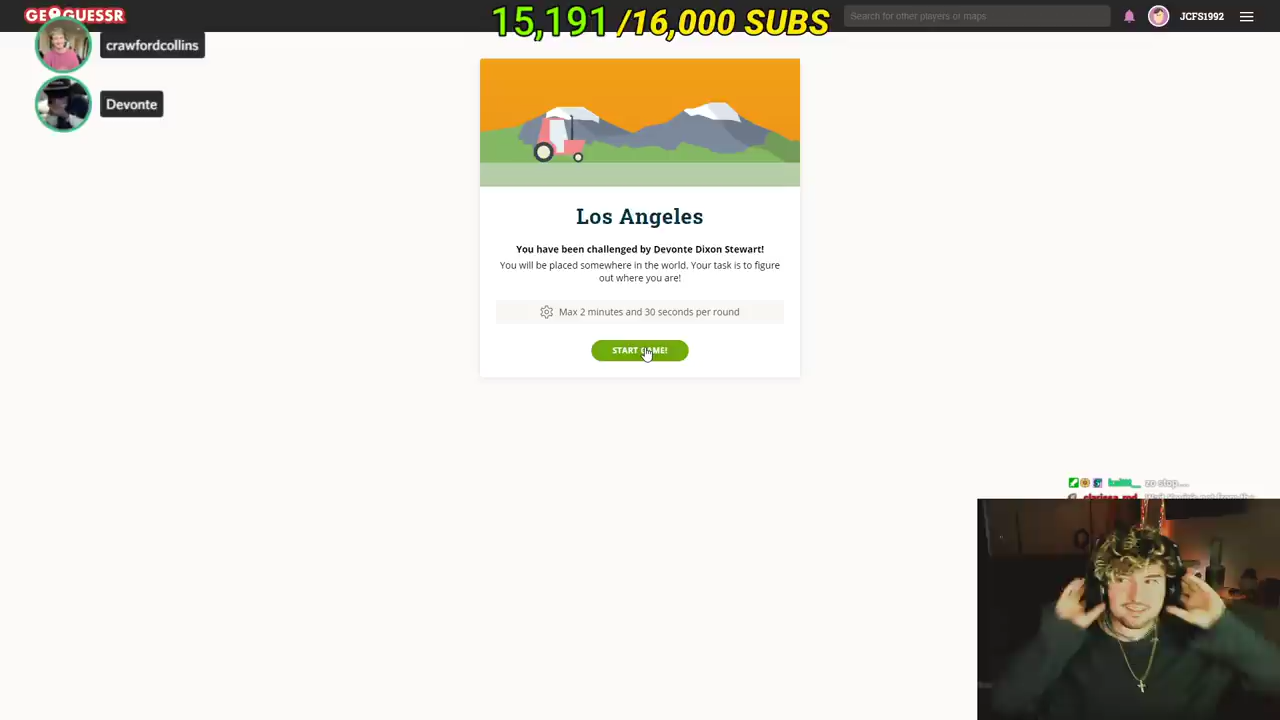 GEOGUESSR
15,191 /16,000 SUBS
Search for other players or maps
JCFS1992
crawfordcollins
Devonte
Los Angeles
You have been challenged by Devonte Dixon Stewart!
You will be placed somewhere in the world. Your task is to figure
out where you are!
Max 2 minutes and 30 seconds per round
START GAME!
zo stop....